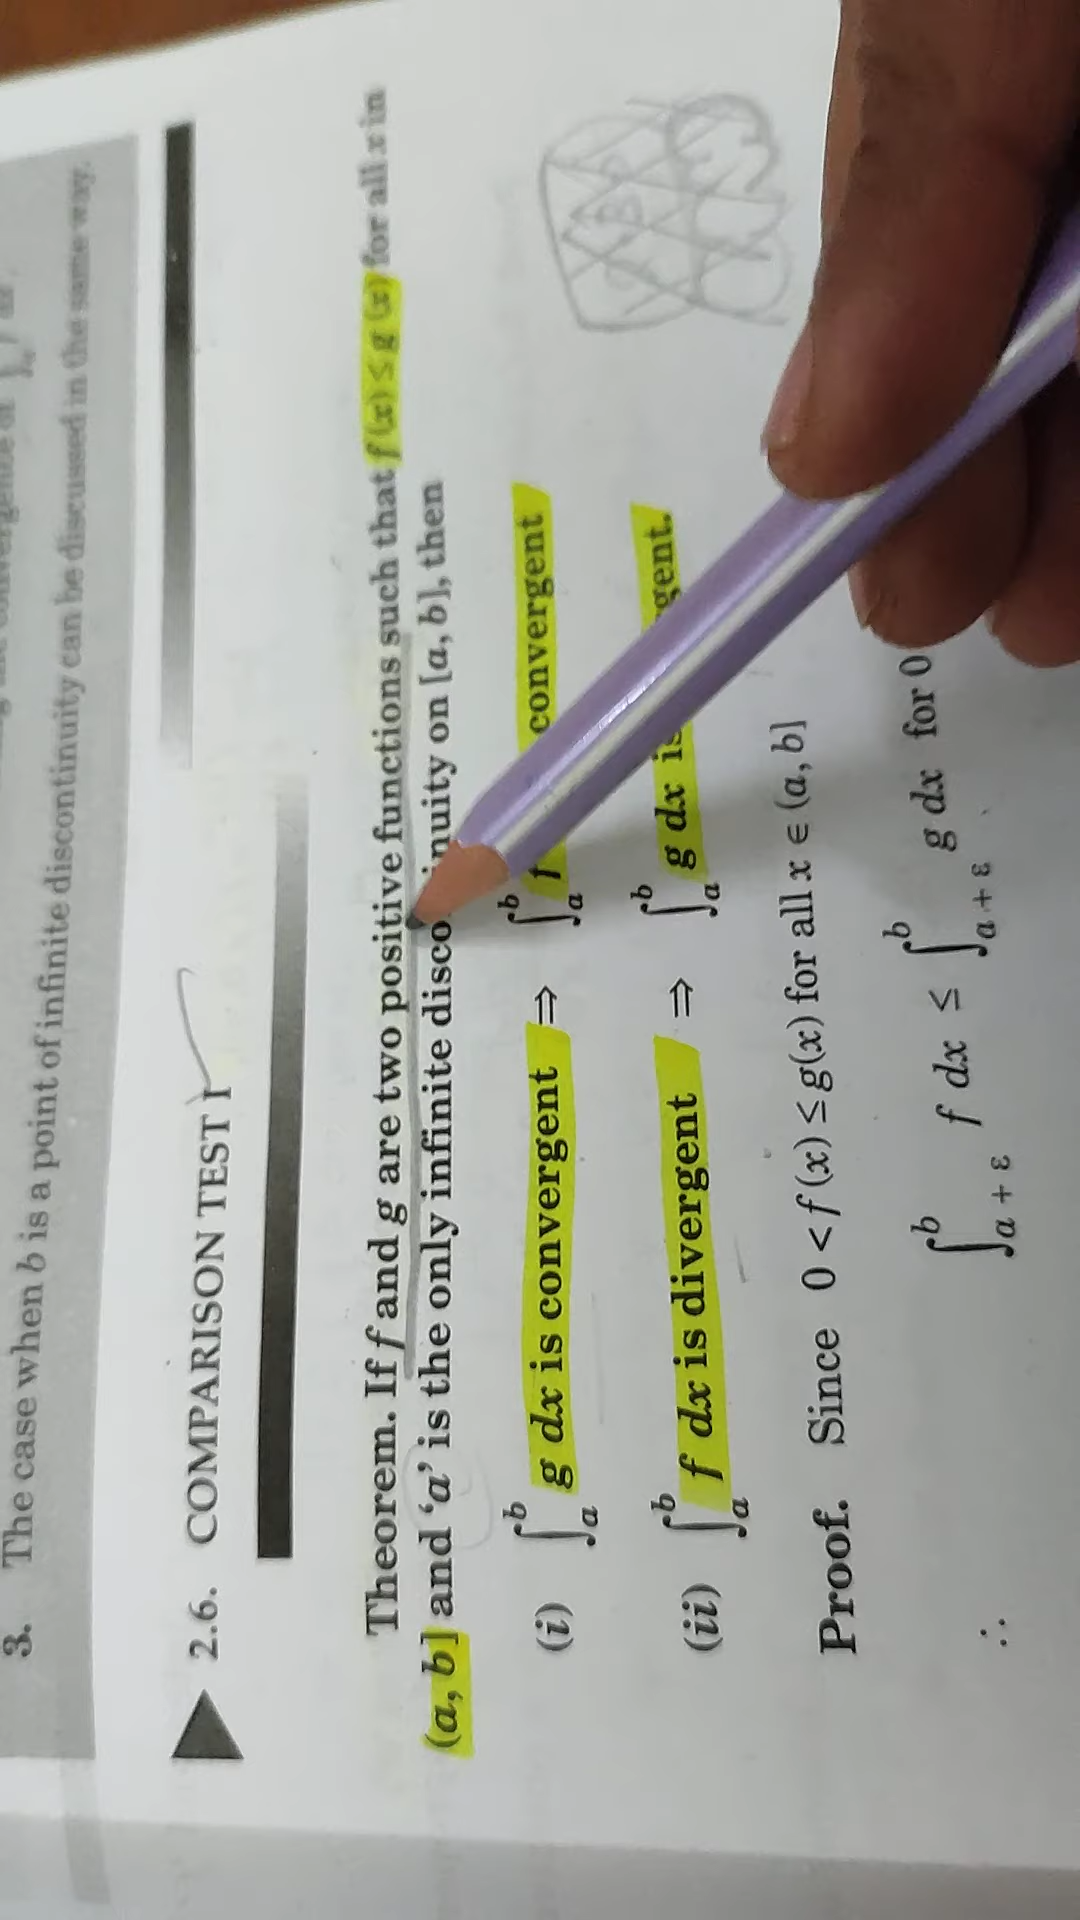 3. The case when b is a point of infinite discontinuity can be discussed in the same way.
▶ 2.6. COMPARISON TEST I
Theorem. If f and g are two positive functions such that f (x) ≤ g (x) for all x in
(a, b] and ‘a’ is the only infinite disco inuity on [a, b], then
(i) ∫_a^b g dx is convergent ⇒ ∫_a^b f convergent
(ii) ∫_a^b f dx is divergent ⇒ ∫_a^b g dx is gent.
Proof. Since 0 < f (x) ≤ g(x) for all x ∈ (a, b]
∴ ∫_{a + ε}^b f dx ≤ ∫_{a + ε}^b g dx for 0